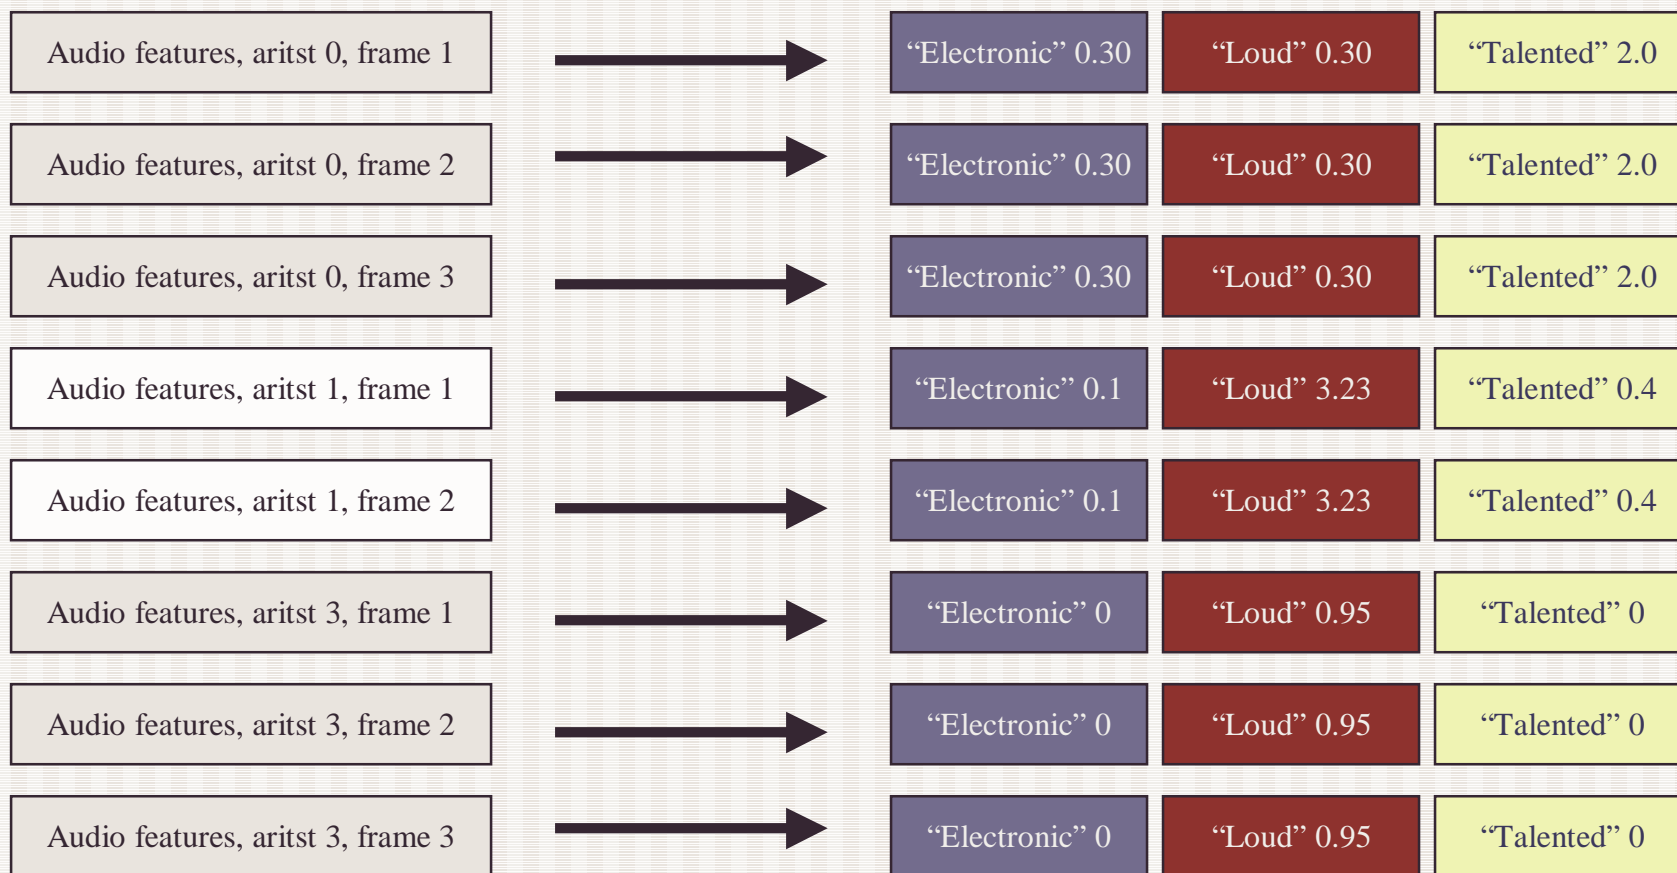 Audio features, aritst 0, frame 1 “Electronic” 0.30 “Loud” 0.30 “Talented” 2.0
Audio features, aritst 0, frame 2 “Electronic” 0.30 “Loud” 0.30 “Talented” 2.0
Audio features, aritst 0, frame 3 “Electronic” 0.30 “Loud” 0.30 “Talented” 2.0
Audio features, aritst 1, frame 1 “Electronic” 0.1 “Loud” 3.23 “Talented” 0.4
Audio features, aritst 1, frame 2 “Electronic” 0.1 “Loud” 3.23 “Talented” 0.4
Audio features, aritst 3, frame 1 “Electronic” 0 “Loud” 0.95 “Talented” 0
Audio features, aritst 3, frame 2 “Electronic” 0 “Loud” 0.95 “Talented” 0
Audio features, aritst 3, frame 3 “Electronic” 0 “Loud” 0.95 “Talented” 0